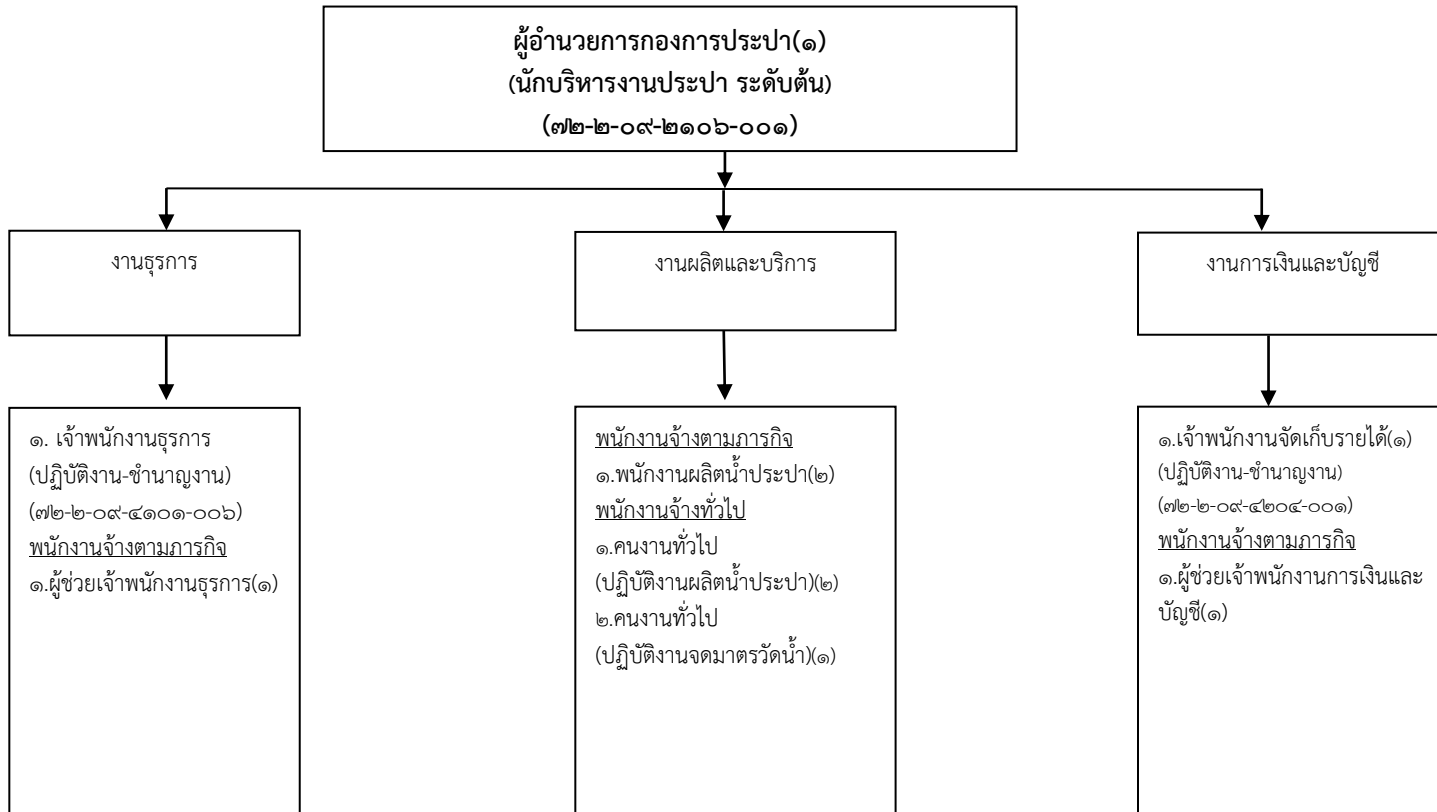 ผู้อำนวยการกองการประปา(๑)
(นักบริหารงานประปา ระดับต้น)
(๗๒-๒-๐๙-๒๑๐๖-๐๐๑)
งานธุรการ
งานผลิตและบริการ
งานการเงินและบัญชี
๑. เจ้าพนักงานธุรการ
(ปฏิบัติงาน-ชำนาญงาน)
(๗๒-๒-๐๙-๔๑๐๑-๐๐๖)
พนักงานจ้างตามภารกิจ
๑.ผู้ช่วยเจ้าพนักงานธุรการ(๑)
พนักงานจ้างตามภารกิจ
๑.พนักงานผลิตน้ำประปา(๒)
พนักงานจ้างทั่วไป
๑.คนงานทั่วไป
(ปฏิบัติงานผลิตน้ำประปา)(๒)
๒.คนงานทั่วไป
(ปฏิบัติงานจดมาตรวัดน้ำ)(๑)
๑.เจ้าพนักงานจัดเก็บรายได้(๑)
(ปฏิบัติงาน-ชำนาญงาน)
(๗๒-๒-๐๙-๔๒๐๔-๐๐๑)
พนักงานจ้างตามภารกิจ
๑.ผู้ช่วยเจ้าพนักงานการเงินและ
บัญชี(๑)